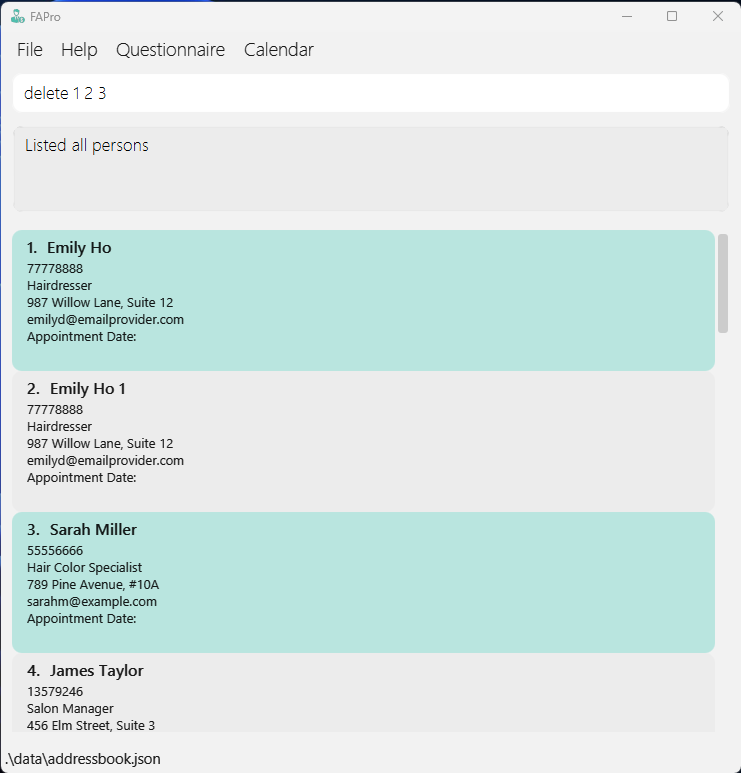 FAPro
File Help Questionnaire Calendar
delete 1 2 3
Listed all persons
1. Emily Ho
77778888
Hairdresser
987 Willow Lane, Suite 12
emilyd@emailprovider.com
Appointment Date:
2. Emily Ho 1
77778888
Hairdresser
987 Willow Lane, Suite 12
emilyd@emailprovider.com
Appointment Date:
3. Sarah Miller
55556666
Hair Color Specialist
789 Pine Avenue, #10A
sarahm@example.com
Appointment Date:
4. James Taylor
13579246
Salon Manager
456 Elm Street, Suite 3
.\data\addressbook.json